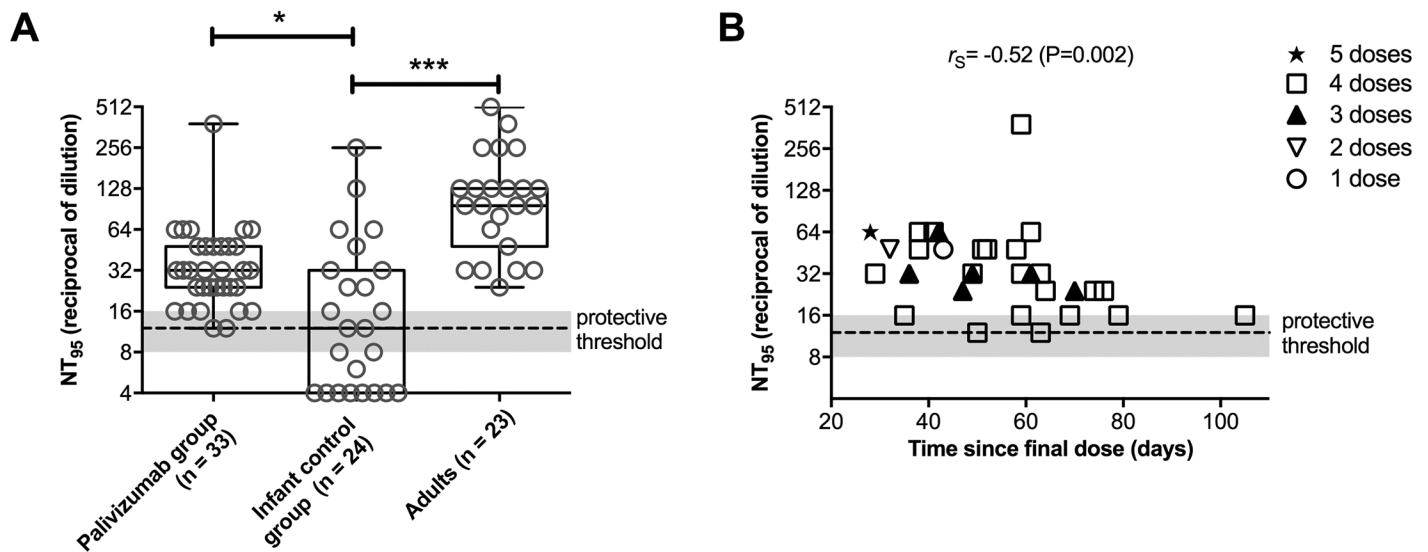 A
*
***
NT95 (reciprocal of dilution)
512
256
128
64
32
16
8
4
protective
threshold
Palivizumab group
(n = 33)
Infant control
group (n = 24)
Adults (n = 23)
B
rS= -0.52 (P=0.002)
NT95 (reciprocal of dilution)
512
256
128
64
32
16
8
protective
threshold
20
40
60
80
100
Time since final dose (days)
5 doses
4 doses
3 doses
2 doses
1 dose